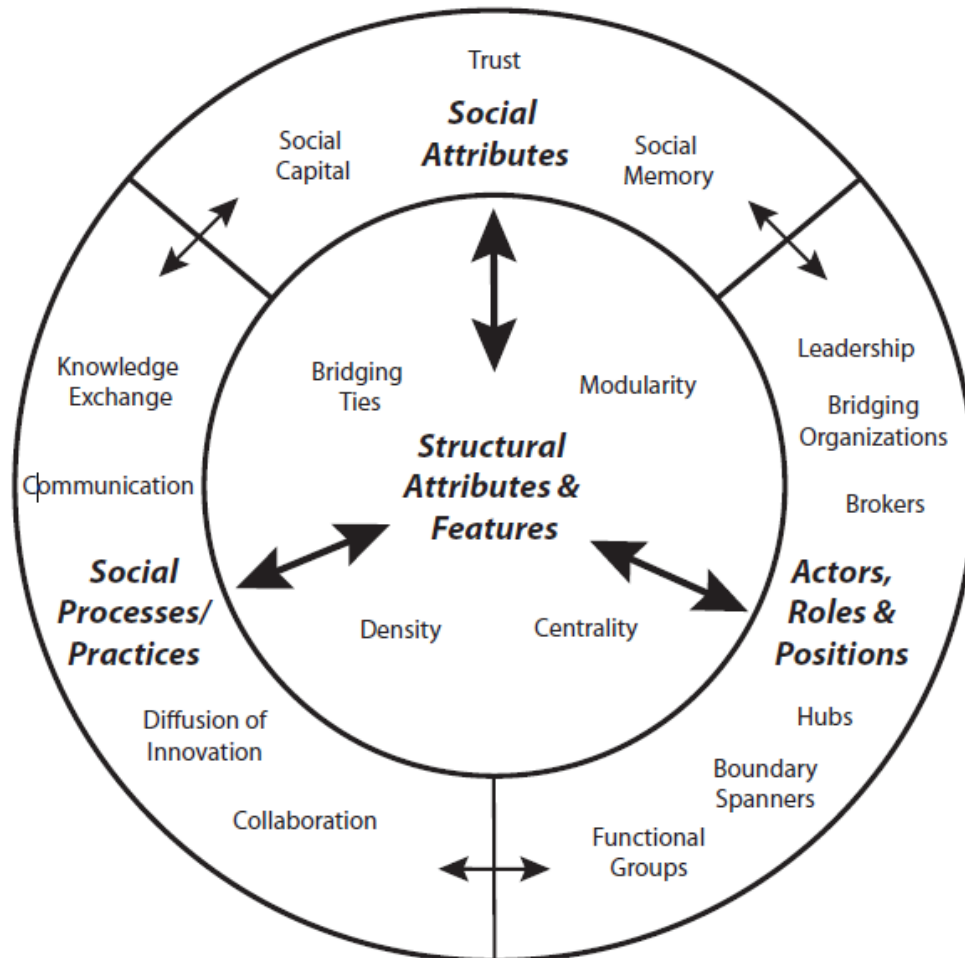 Trust
Social
Attributes
Social
Capital
Social
Memory
Knowledge
Exchange
Communication
Social
Processes/
Practices
Diffusion of
Innovation
Collaboration
Bridging
Ties
Modularity
Structural
Attributes &
Features
Density
Centrality
Leadership
Bridging
Organizations
Brokers
Actors,
Roles &
Positions
Hubs
Boundary
Spanners
Functional
Groups